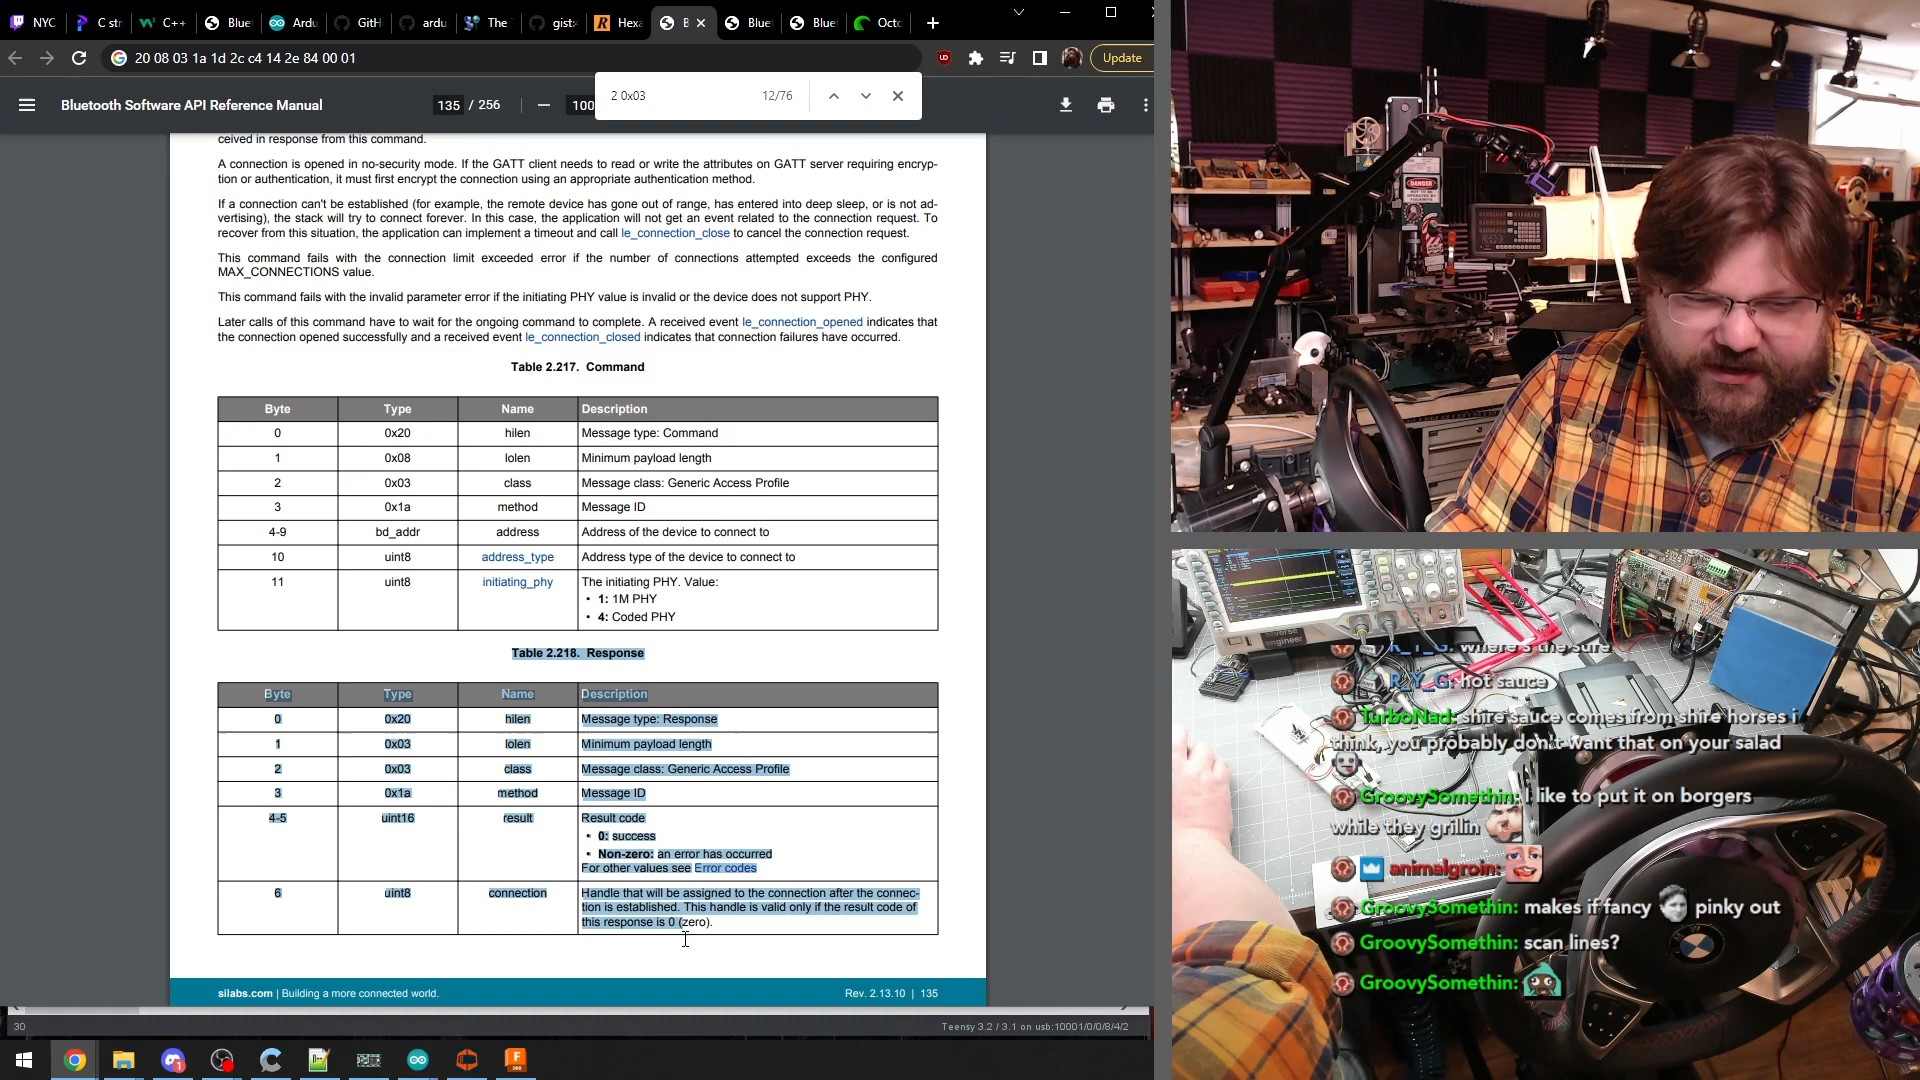 NYC
C str
C++
Blue
Ardu
GitH
ardu
The
gist:
Hexa
B
Blue
Blue
Octo
20 08 03 1a 1d 2c c4 14 2e 84 00 01
Update
Bluetooth Software API Reference Manual
135 / 256
100
2 0x03
12/76
ceived in response from this command.
A connection is opened in no-security mode. If the GATT client needs to read or write the attributes on GATT server requiring encryp-
tion or authentication, it must first encrypt the connection using an appropriate authentication method.
If a connection can't be established (for example, the remote device has gone out of range, has entered into deep sleep, or is not ad-
vertising), the stack will try to connect forever. In this case, the application will not get an event related to the connection request. To
recover from this situation, the application can implement a timeout and call le_connection_close to cancel the connection request.
This command fails with the connection limit exceeded error if the number of connections attempted exceeds the configured
MAX_CONNECTIONS value.
This command fails with the invalid parameter error if the initiating PHY value is invalid or the device does not support PHY.
Later calls of this command have to wait for the ongoing command to complete. A received event le_connection_opened indicates that
the connection opened successfully and a received event le_connection_closed indicates that connection failures have occurred.
Table 2.217. Command
Byte Type Name Description
0 0x20 hilen Message type: Command
1 0x08 lolen Minimum payload length
2 0x03 class Message class: Generic Access Profile
3 0x1a method Message ID
4-9 bd_addr address Address of the device to connect to
10 uint8 address_type Address type of the device to connect to
11 uint8 initiating_phy The initiating PHY. Value:
• 1: 1M PHY
• 4: Coded PHY
Table 2.218. Response
Byte Type Name Description
0 0x20 hilen Message type: Response
1 0x03 lolen Minimum payload length
2 0x03 class Message class: Generic Access Profile
3 0x1a method Message ID
4-5 uint16 result Result code
• 0: success
• Non-zero: an error has occurred
For other values see Error codes
6 uint8 connection Handle that will be assigned to the connection after the connec-
tion is established. This handle is valid only if the result code of
this response is 0 (zero).
silabs.com | Building a more connected world.
Rev. 2.13.10 | 135
30
Teensy 3.2 / 3.1 on usb:10001/0/0/8/4/2
DANGER
R_Y_G: where's the sure
R_Y_G: hot sauce
TurboNad: shire sauce comes from shire horses i
think, you probably don't want that on your salad
GroovySomethin: I like to put it on borgers
while they grillin
animalgroin:
GroovySomethin: makes if fancy pinky out
GroovySomethin: scan lines?
GroovySomethin: